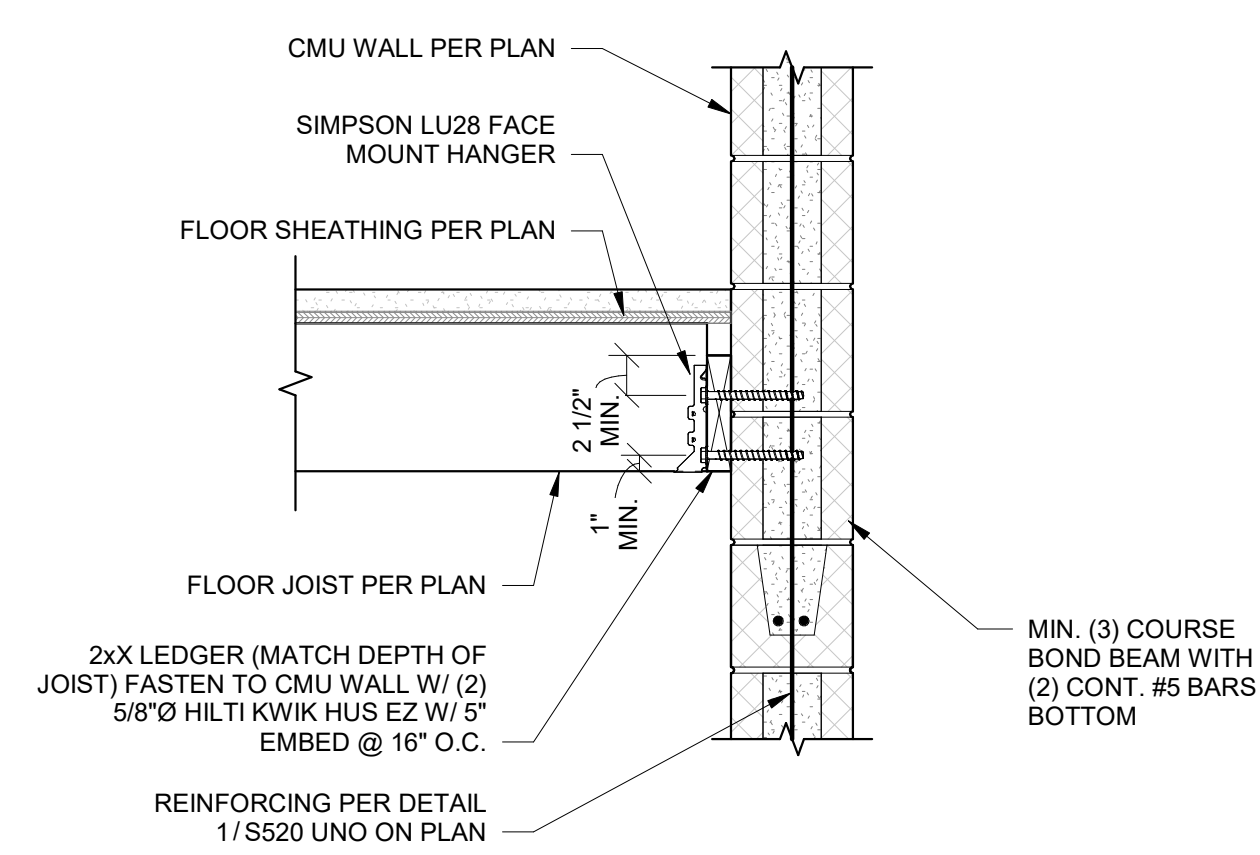 CMU WALL PER PLAN
SIMPSON LU28 FACE
MOUNT HANGER
FLOOR SHEATHING PER PLAN
2 1/2"
MIN.
1"
MIN.
FLOOR JOIST PER PLAN
2xX LEDGER (MATCH DEPTH OF
JOIST) FASTEN TO CMU WALL W/ (2)
5/8"Ø HILTI KWIK HUS EZ W/ 5"
EMBED @ 16" O.C.
REINFORCING PER DETAIL
1/S520 UNO ON PLAN
MIN. (3) COURSE
BOND BEAM WITH
(2) CONT. #5 BARS
BOTTOM